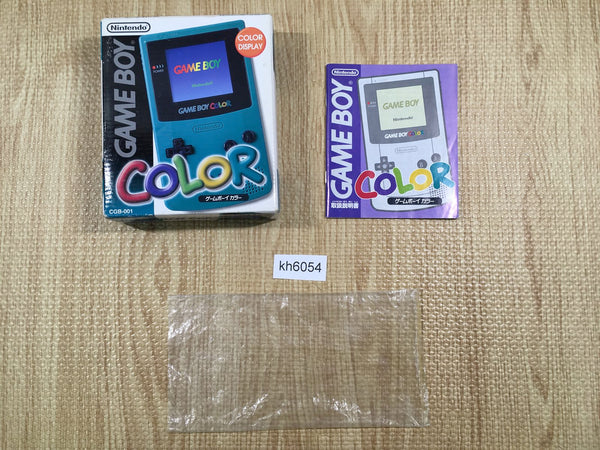 Nintendo
COLOR
DISPLAY
GAME BOY
POWER
GAME BOY
Nintendo
GAME BOY COLOR
COLOR
CGB-001
ゲームボーイカラー
Nintendo
GAME BOY
GAME BOY
Nintendo
GAME BOY COLOR
COLOR
取扱説明書
ゲームボーイカラー
kh6054